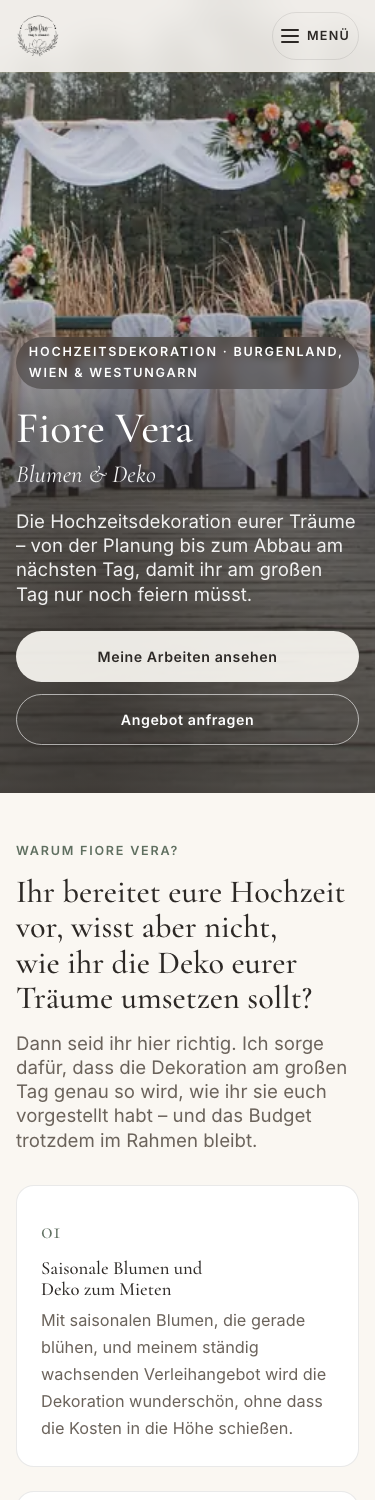 MENÜ
HOCHZEITSDEKORATION · BURGENLAND,
WIEN & WESTUNGARN
Fiore Vera
Blumen & Deko
Die Hochzeitsdekoration eurer Träume
– von der Planung bis zum Abbau am
nächsten Tag, damit ihr am großen
Tag nur noch feiern müsst.
Meine Arbeiten ansehen
Angebot anfragen
WARUM FIORE VERA?
Ihr bereitet eure Hochzeit
vor, wisst aber nicht,
wie ihr die Deko eurer
Träume umsetzen sollt?
Dann seid ihr hier richtig. Ich sorge
dafür, dass die Dekoration am großen
Tag genau so wird, wie ihr sie euch
vorgestellt habt – und das Budget
trotzdem im Rahmen bleibt.
01
Saisonale Blumen und
Deko zum Mieten
Mit saisonalen Blumen, die gerade
blühen, und meinem ständig
wachsenden Verleihangebot wird die
Dekoration wunderschön, ohne dass
die Kosten in die Höhe schießen.